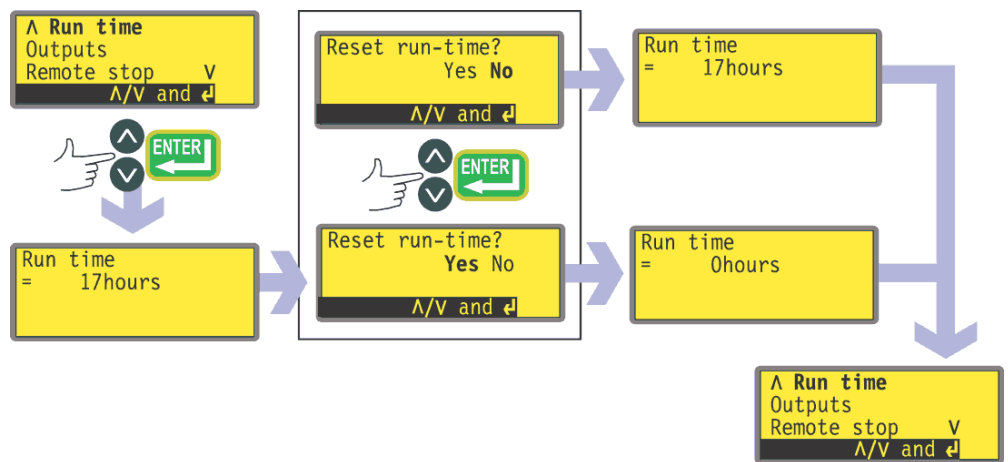 Λ Run time
Outputs
Remote stop V
Λ/V and ↵
ENTER
Run time
= 17hours
Reset run-time?
Yes No
Λ/V and ↵
ENTER
Reset run-time?
Yes No
Λ/V and ↵
Run time
= 17hours
Run time
= 0hours
Λ Run time
Outputs
Remote stop V
Λ/V and ↵